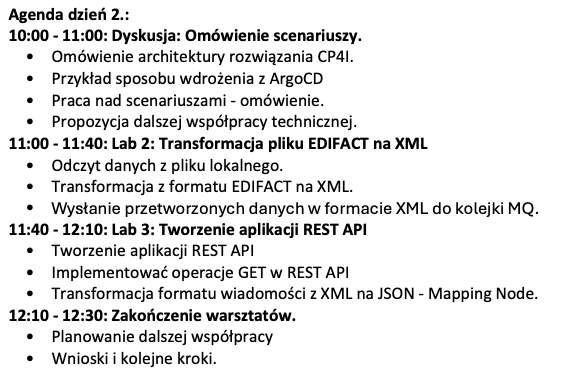 Agenda dzień 2.:
10:00 - 11:00: Dyskusja: Omówienie scenariuszy.
• Omówienie architektury rozwiązania CP4I.
• Przykład sposobu wdrożenia z ArgoCD
• Praca nad scenariuszami - omówienie.
• Propozycja dalszej współpracy technicznej.
11:00 - 11:40: Lab 2: Transformacja pliku EDIFACT na XML
• Odczyt danych z pliku lokalnego.
• Transformacja z formatu EDIFACT na XML.
• Wysłanie przetworzonych danych w formacie XML do kolejki MQ.
11:40 - 12:10: Lab 3: Tworzenie aplikacji REST API
• Tworzenie aplikacji REST API
• Implementować operacje GET w REST API
• Transformacja formatu wiadomości z XML na JSON - Mapping Node.
12:10 - 12:30: Zakończenie warsztatów.
• Planowanie dalszej współpracy
• Wnioski i kolejne kroki.